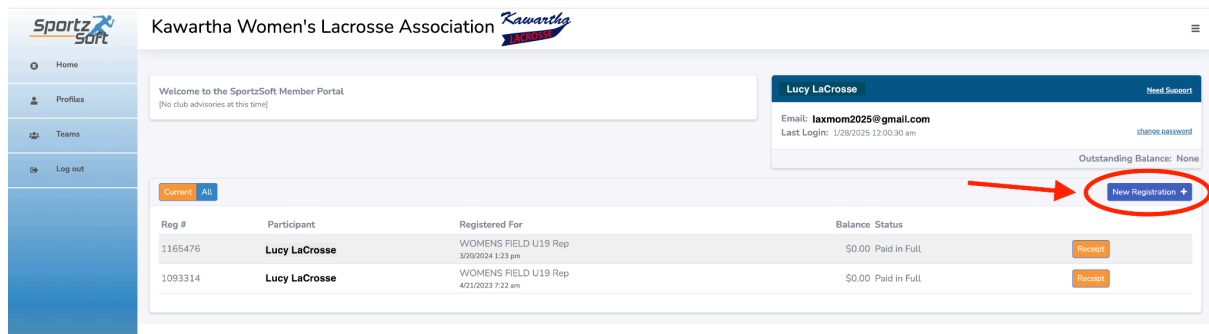 Sportz
Soft
Kawartha Women's Lacrosse Association
Kawartha
LACROSSE
Home
Profiles
Teams
Log out
Welcome to the SportzSoft Member Portal
[No club advisories at this time]
Lucy LaCrosse Need Support
Email: laxmom2025@gmail.com
Last Login: 1/28/2025 12:00:30 am change password
Outstanding Balance: None
Current All New Registration +
Reg # Participant Registered For Balance Status
1165476 Lucy LaCrosse WOMENS FIELD U19 Rep $0.00 Paid in Full Receipt
3/20/2024 1:23 pm
1093314 Lucy LaCrosse WOMENS FIELD U19 Rep $0.00 Paid in Full Receipt
4/21/2023 7:22 am